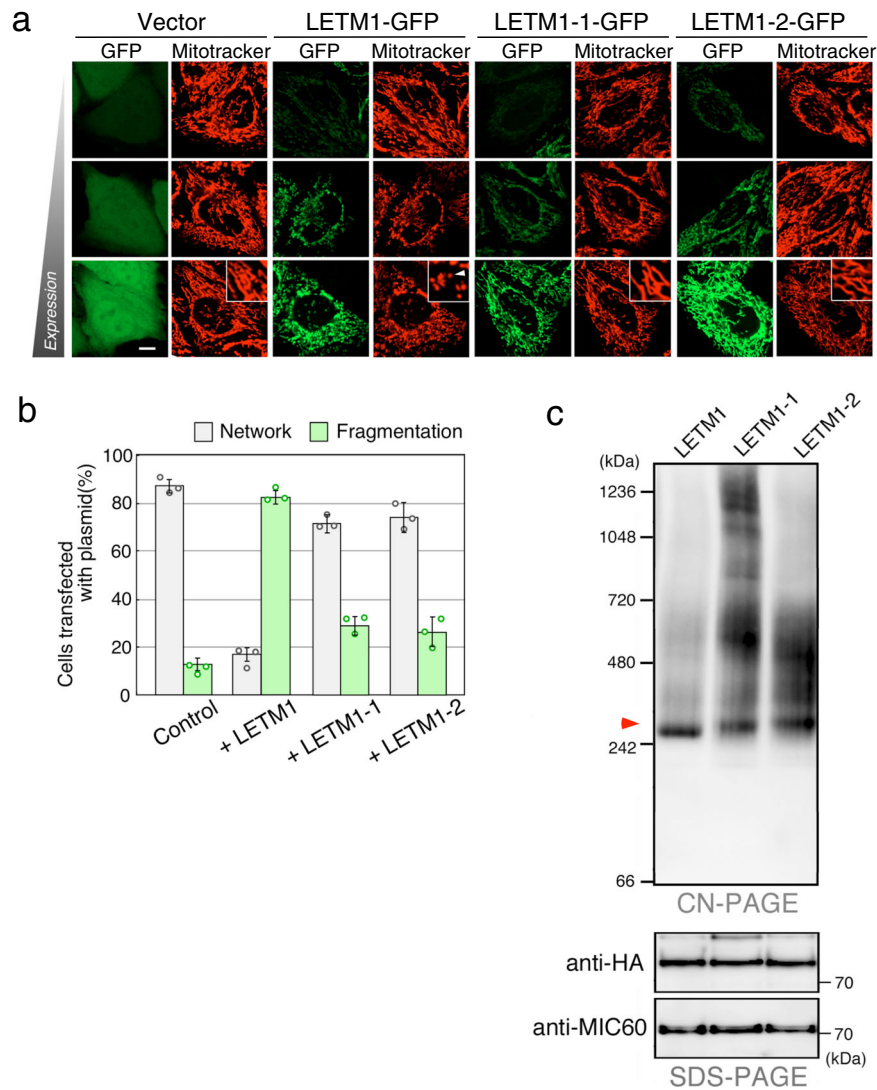 a
Vector LETM1-GFP LETM1-1-GFP LETM1-2-GFP
GFP Mitotracker GFP Mitotracker GFP Mitotracker GFP Mitotracker
Expression
b
Network Fragmentation
Cells transfected
with plasmid(%)
100
80
60
40
20
0
Control + LETM1 + LETM1-1 + LETM1-2
c
LETM1 LETM1-1 LETM1-2
(kDa)
1236
1048
720
480
242
66
CN-PAGE
anti-HA
70
anti-MIC60
70
(kDa)
SDS-PAGE